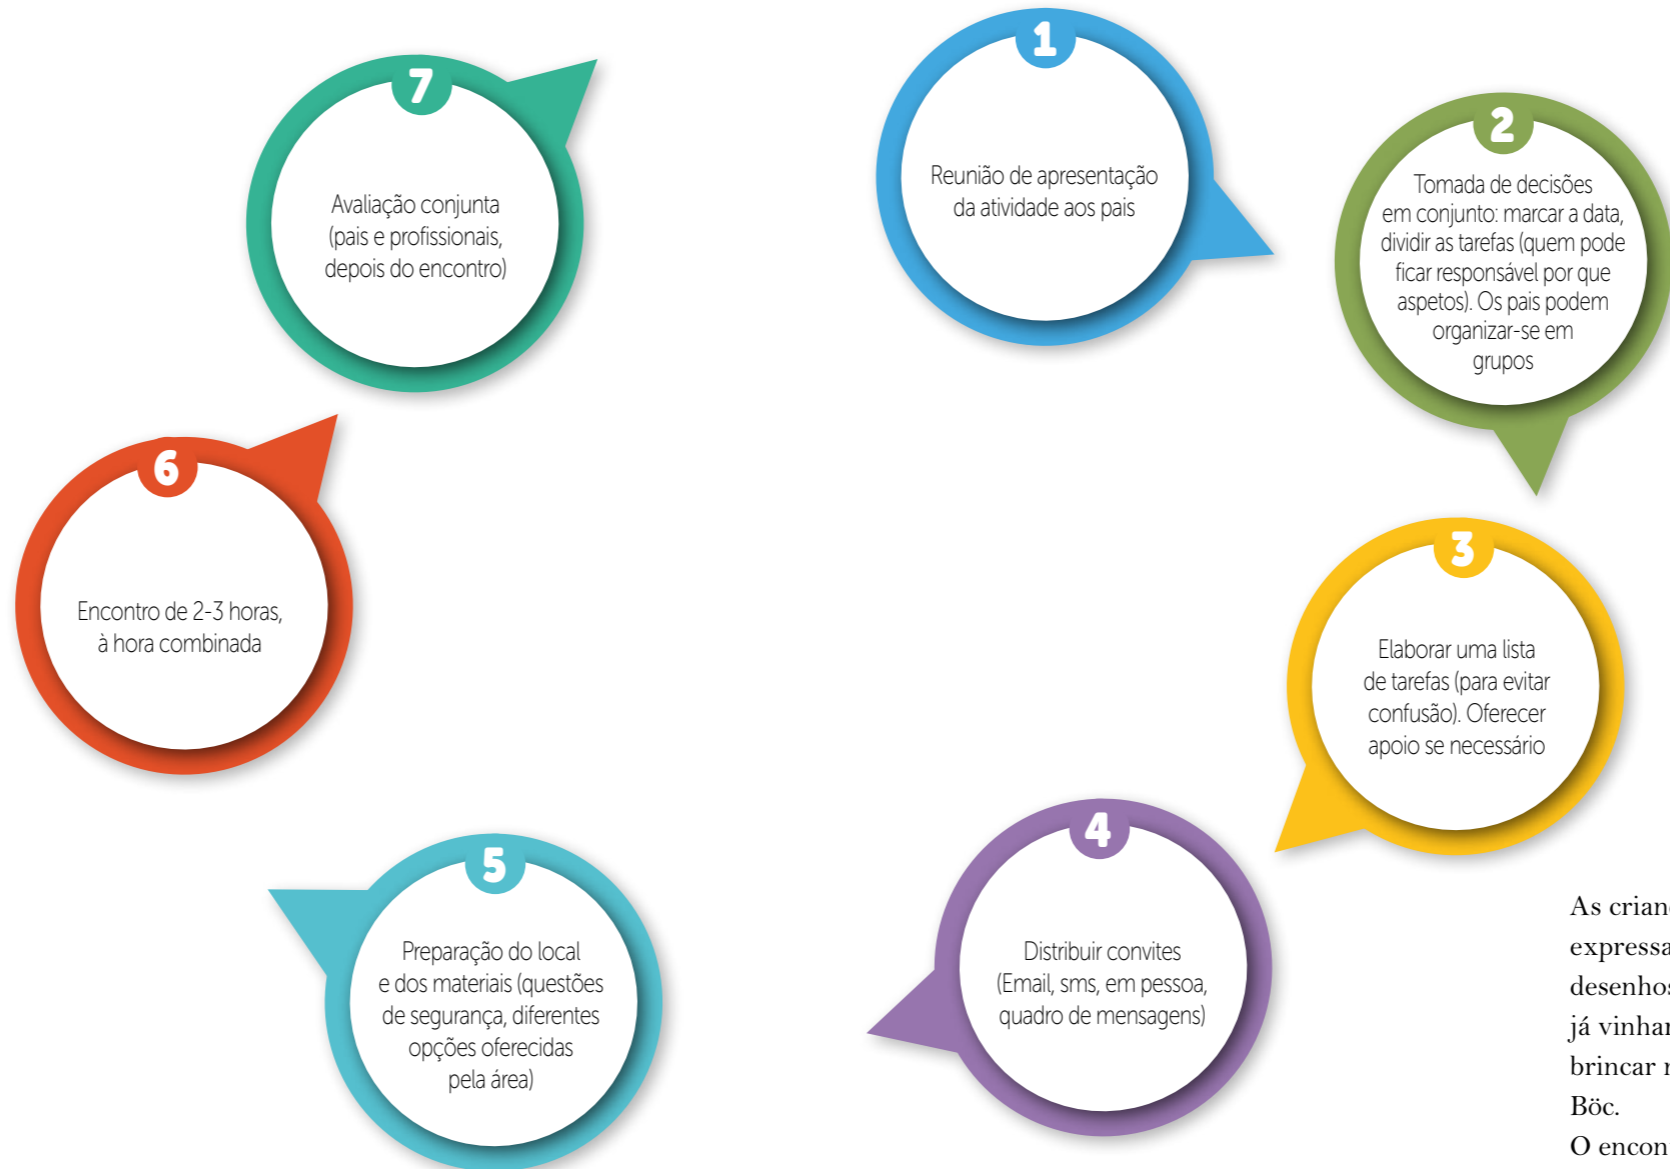 1
Reunião de apresentação
da atividade aos pais
2
Tomada de decisões
em conjunto: marcar a data,
dividir as tarefas (quem pode
ficar responsável por que
aspetos). Os pais podem
organizar-se em
grupos
3
Elaborar uma lista
de tarefas (para evitar
confusão). Oferecer
apoio se necessário
4
Distribuir convites
(Email, sms, em pessoa,
quadro de mensagens)
5
Preparação do local
e dos materiais (questões
de segurança, diferentes
opções oferecidas
pela área)
6
Encontro de 2-3 horas,
à hora combinada
7
Avaliação conjunta
(pais e profissionais,
depois do encontro)
As
já
brincar
Böc.
O